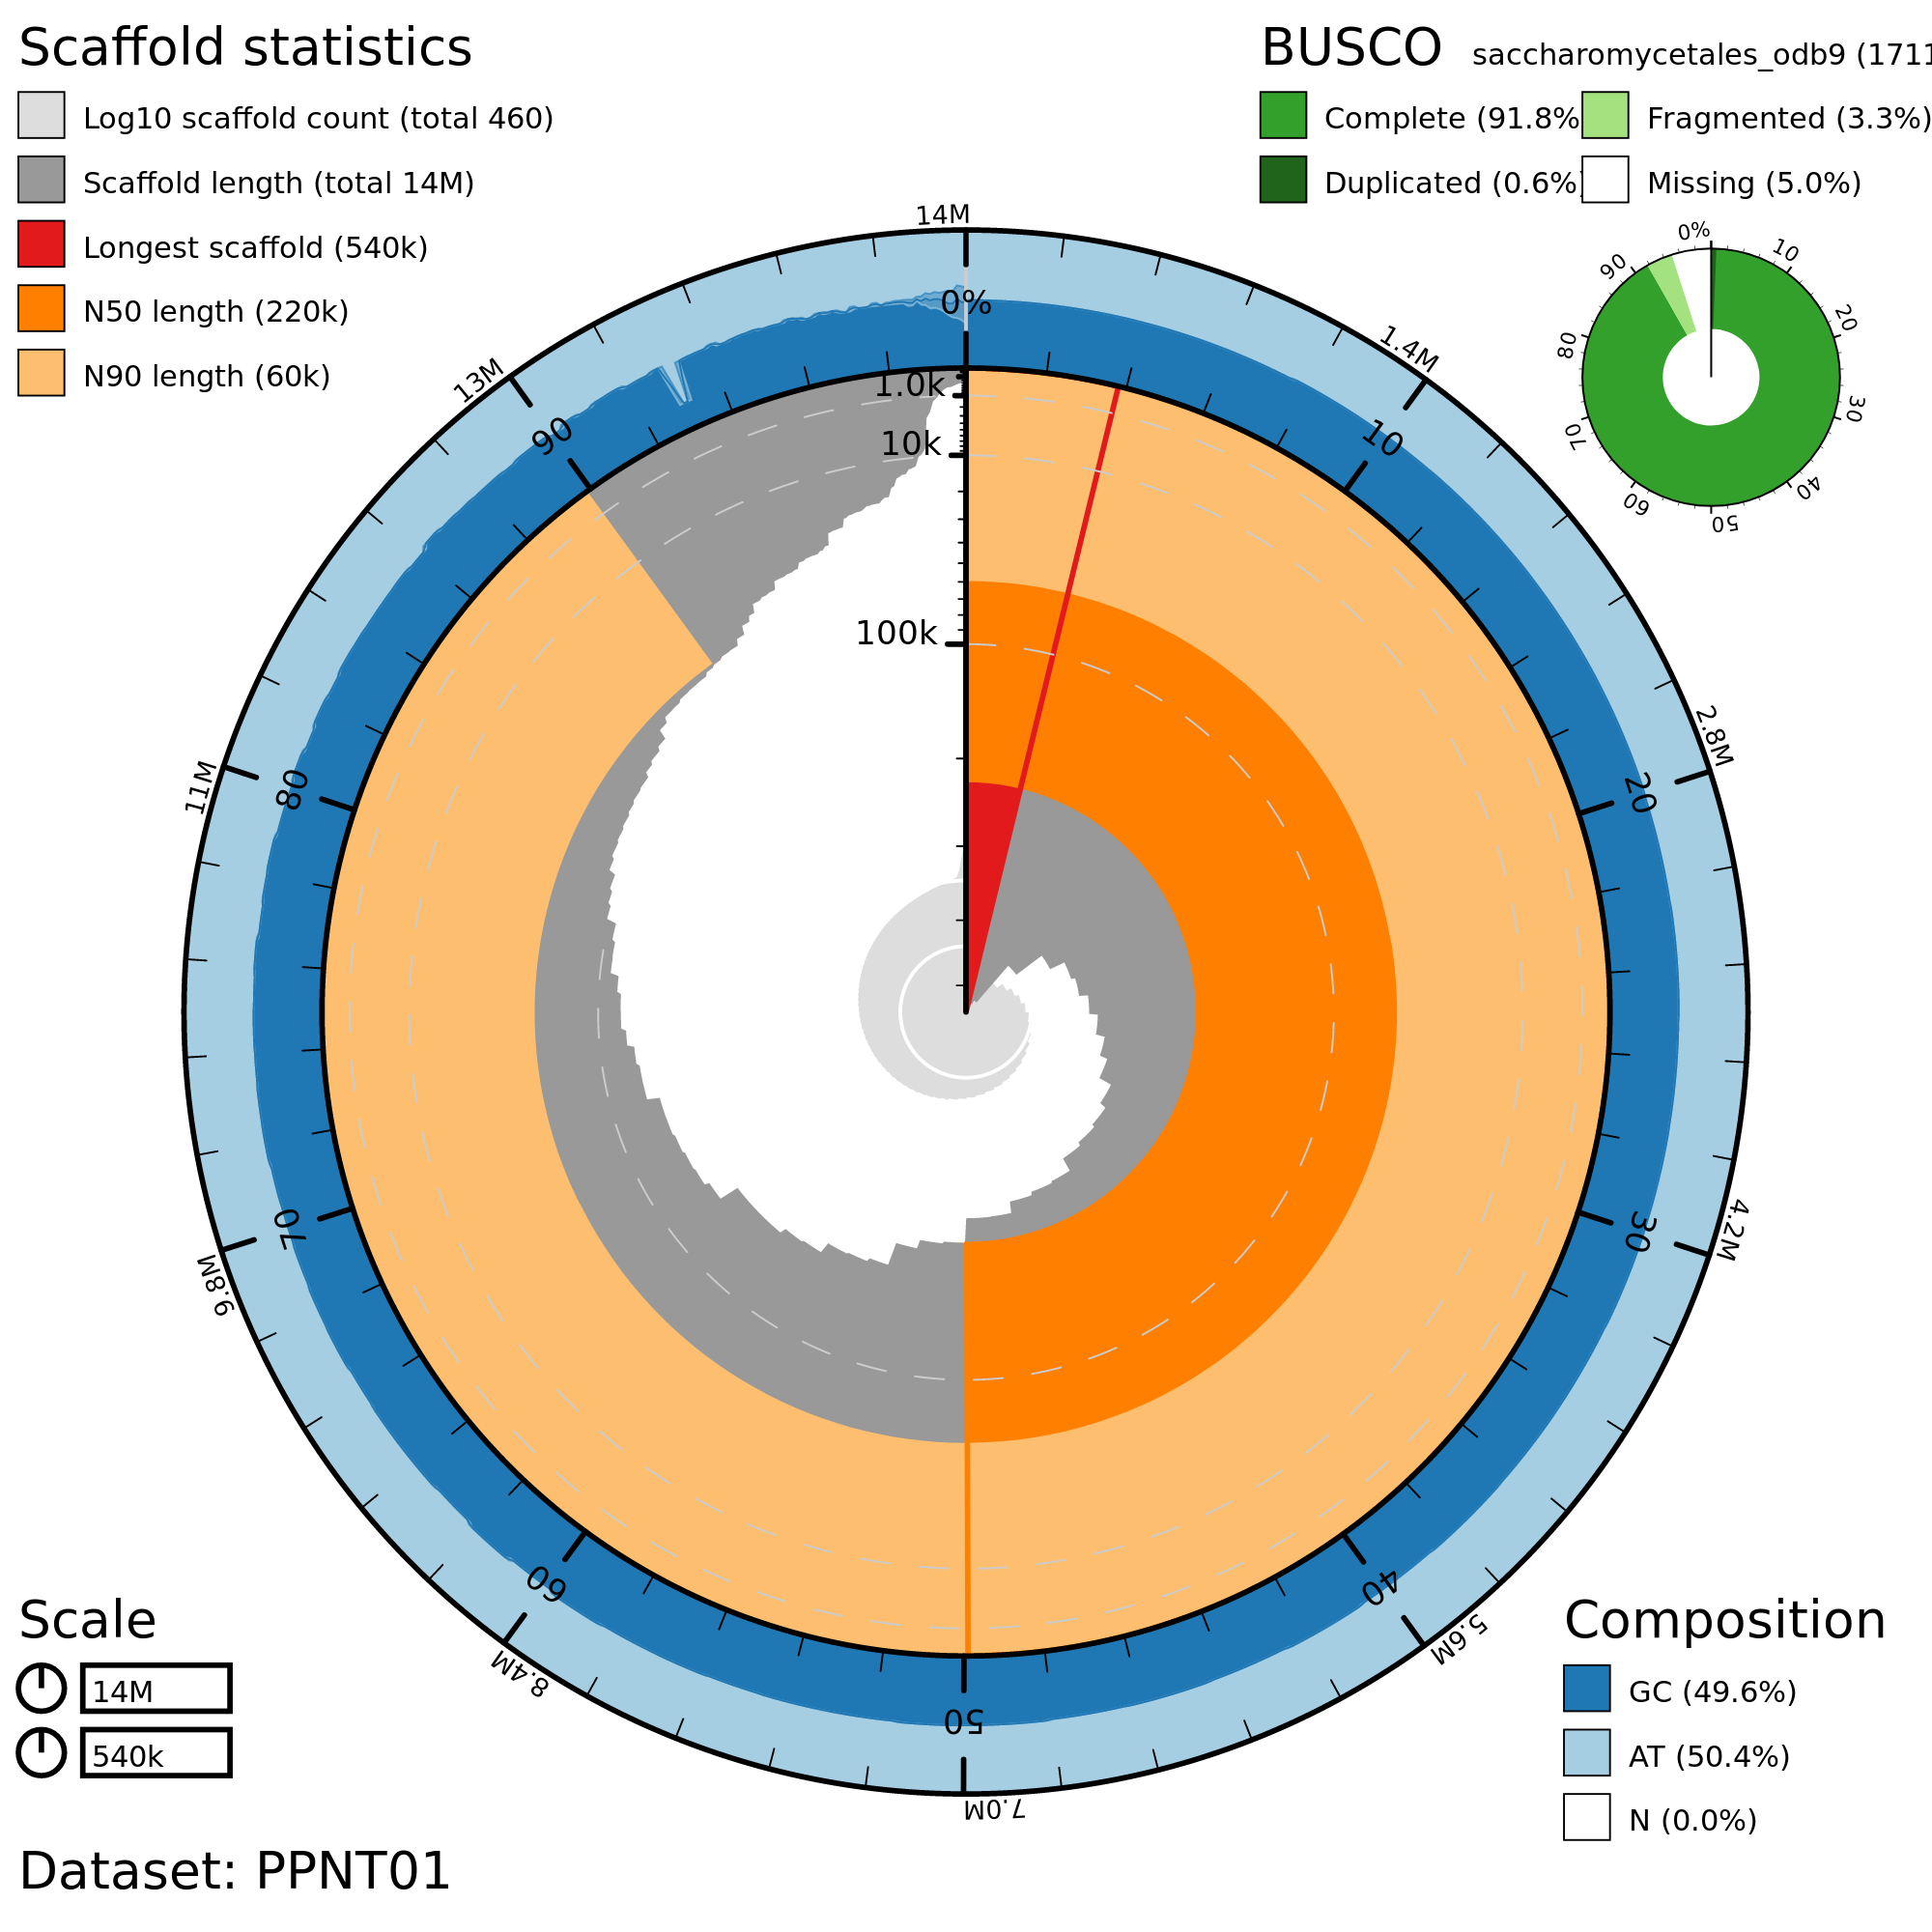 Scaffold statistics
Log10 scaffold count (total 460)
Scaffold length (total 14M)
Longest scaffold (540k)
N50 length (220k)
N90 length (60k)
BUSCO saccharomycetales_odb9 (1711
Complete (91.8%
Fragmented (3.3%)
Duplicated (0.6%)
Missing (5.0%)
0%
10
20
30
40
50
60
70
80
90
14M
1.4M
2.8M
4.2M
5.6M
7.0M
8.4M
9.8M
11M
13M
0%
10
20
30
40
50
60
70
80
90
1.0k
10k
100k
Scale
14M
540k
Composition
GC (49.6%)
AT (50.4%)
N (0.0%)
Dataset: PPNT01